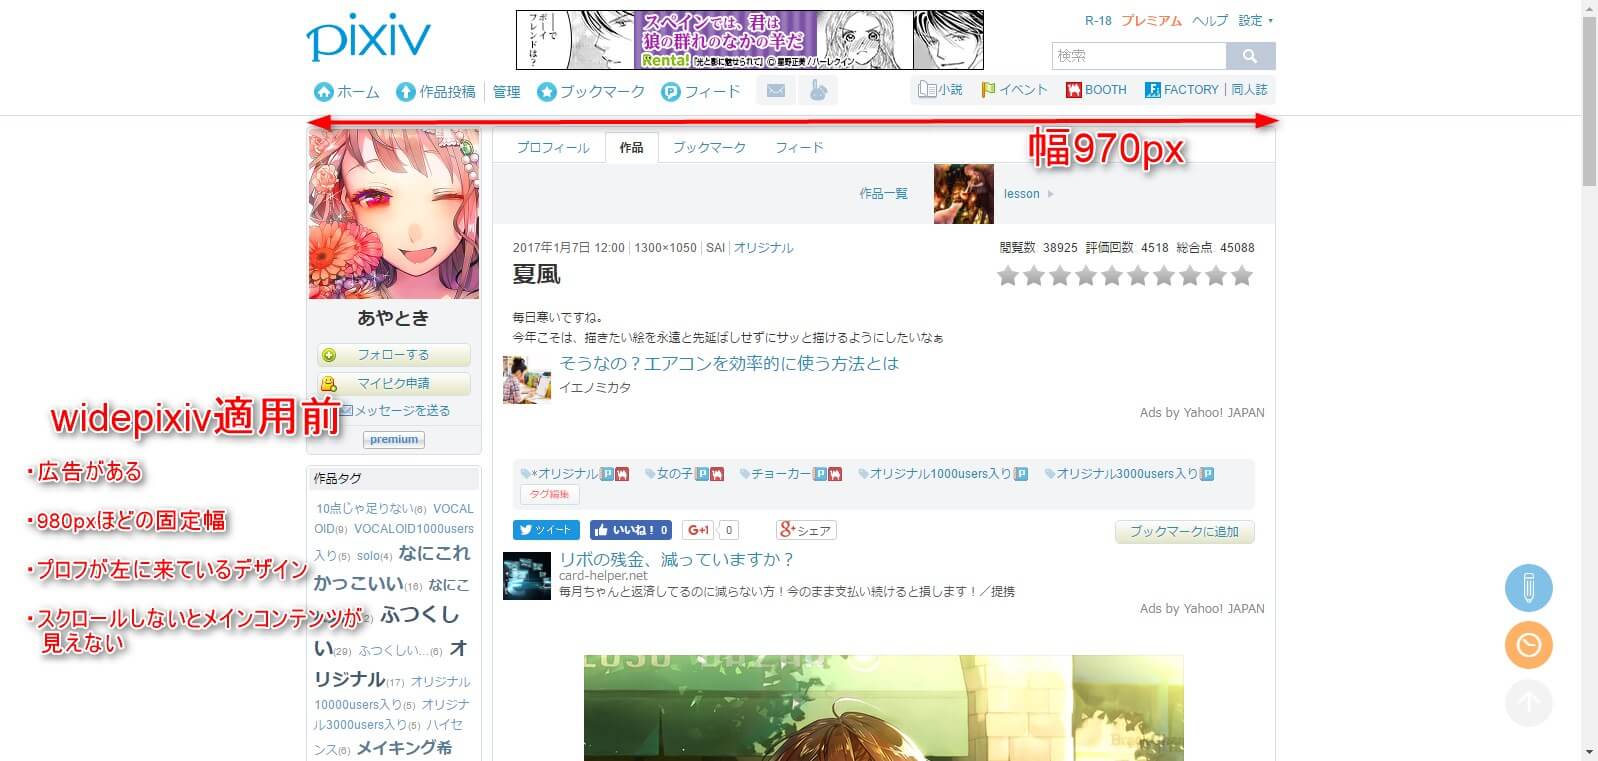 pixiv
ボーイフレンドは？
ーーで
スペインでは、君は
狼の群れのなかの羊だ
Renta!「光と影に魅せられて」© 星野正美／ハーレクイン
R-18 プレミアム ヘルプ 設定
検索
ホーム 作品投稿 管理 ブックマーク フィード
小説 イベント BOOTH FACTORY 同人誌
幅970px
プロフィール 作品 ブックマーク フィード
作品一覧 lesson
2017年1月7日 12:00 1300×1050 SAI オリジナル
閲覧数 38925 評価回数 4518 総合点 45088
夏風
毎日寒いですね。
今年こそは、描きたい絵を永遠と先延ばしせずにサッと描けるようにしたいなぁ
そうなの？エアコンを効率的に使う方法とは
イエノミカタ
Ads by Yahoo! JAPAN
あやとき
フォローする
マイピク申請
メッセージを送る
premium
widepixiv適用前
・広告がある
・980pxほどの固定幅
・プロフが左に来ているデザイン
・スクロールしないとメインコンテンツが
見えない
作品タグ
10点じゃ足りない(6) VOCAL
OID(9) VOCALOID1000users
入り(5) solo(4) なにこれ
かっこいい(16) なにこ
2) ふつくし
い(29) ふつくしい...(6) オ
リジナル(17) オリジナル
10000users入り(5) オリジナ
ル3000users入り(5) ハイセ
ンス(6) メイキング希
*オリジナル 女の子 チョーカー オリジナル1000users入り オリジナル3000users入り
タグ編集
ツイート いいね！ 0 G+1 0 g+ シェア
ブックマークに追加
リボの残金、減っていますか？
card-helper.net
毎月ちゃんと返済してるのに減らない方！今のまま支払い続けると損します！／提携
Ads by Yahoo! JAPAN